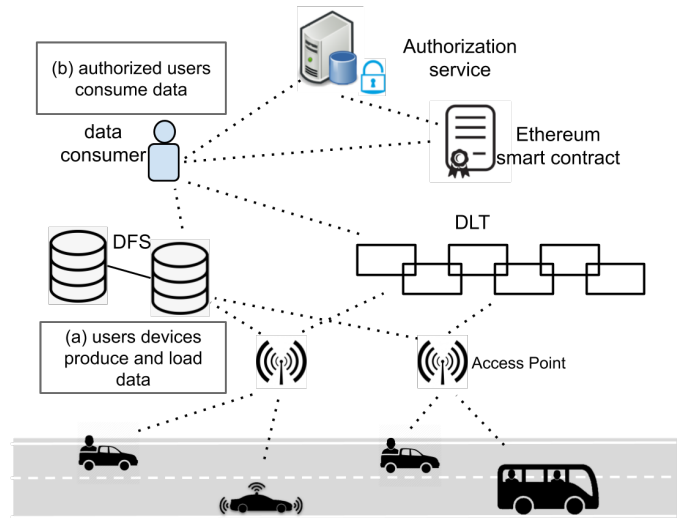 Authorization
service
(b) authorized users
consume data
data
consumer
Ethereum
smart contract
DFS
DLT
(a) users devices
produce and load
data
Access Point